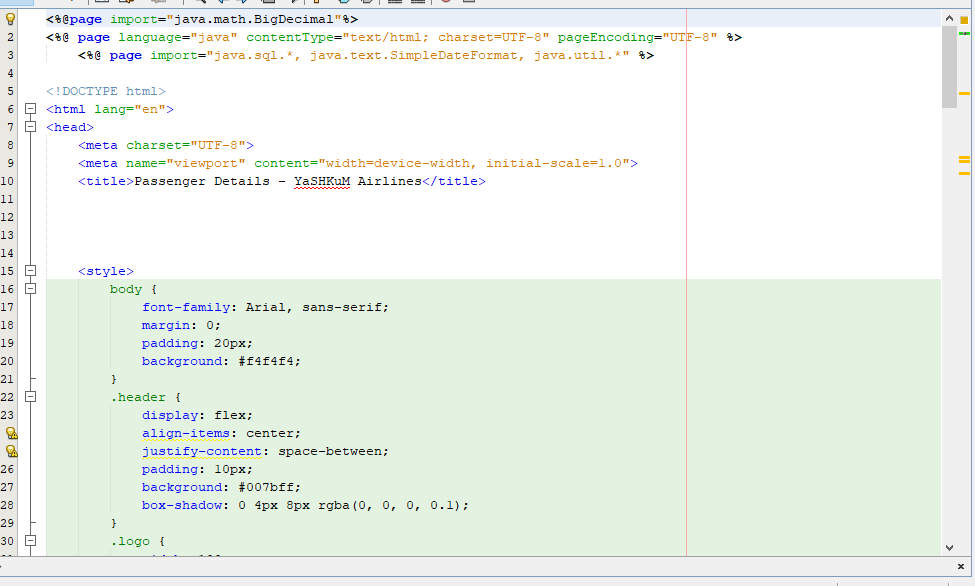 <%@page import="java.math.BigDecimal"%>
2 <%@ page language="java" contentType="text/html; charset=UTF-8" pageEncoding="UTF-8" %>
3 <%@ page import="java.sql.*, java.text.SimpleDateFormat, java.util.*" %>
4
5 <!DOCTYPE html>
6 <html lang="en">
7 <head>
8 <meta charset="UTF-8">
9 <meta name="viewport" content="width=device-width, initial-scale=1.0">
10 <title>Passenger Details - YaSHKuM Airlines</title>
11
12
13
14
15 <style>
16 body {
17 font-family: Arial, sans-serif;
18 margin: 0;
19 padding: 20px;
20 background: #f4f4f4;
21 }
22 .header {
23 display: flex;
align-items: center;
justify-content: space-between;
26 padding: 10px;
27 background: #007bff;
28 box-shadow: 0 4px 8px rgba(0, 0, 0, 0.1);
29 }
30 .logo {